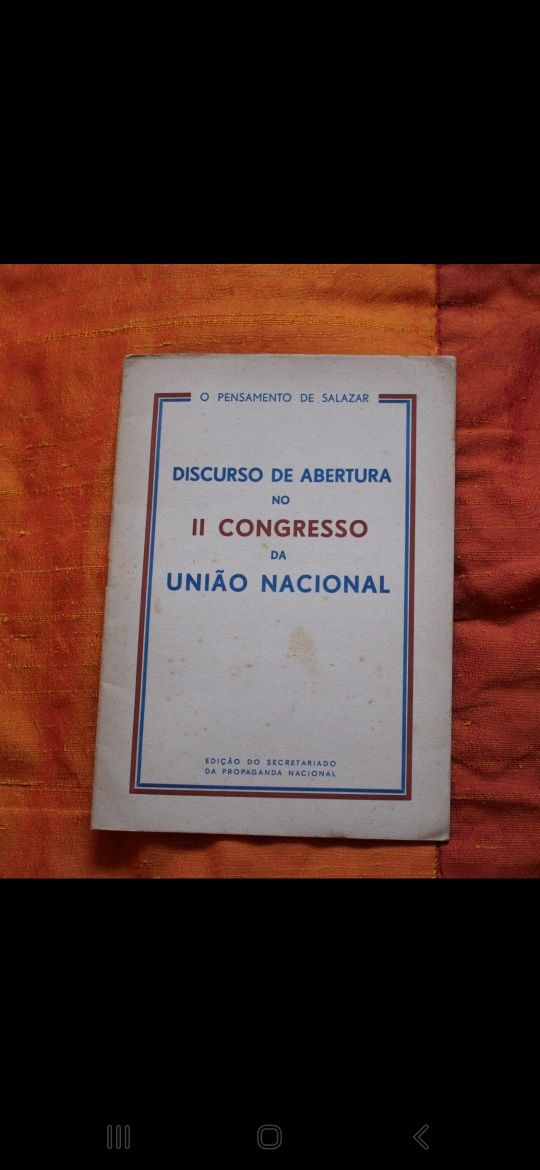 O PENSAMENTO DE SALAZAR
DISCURSO DE ABERTURA
NO
II CONGRESSO
DA
UNIÃO NACIONAL
EDIÇÃO DO SECRETARIADO
DA PROPAGANDA NACIONAL